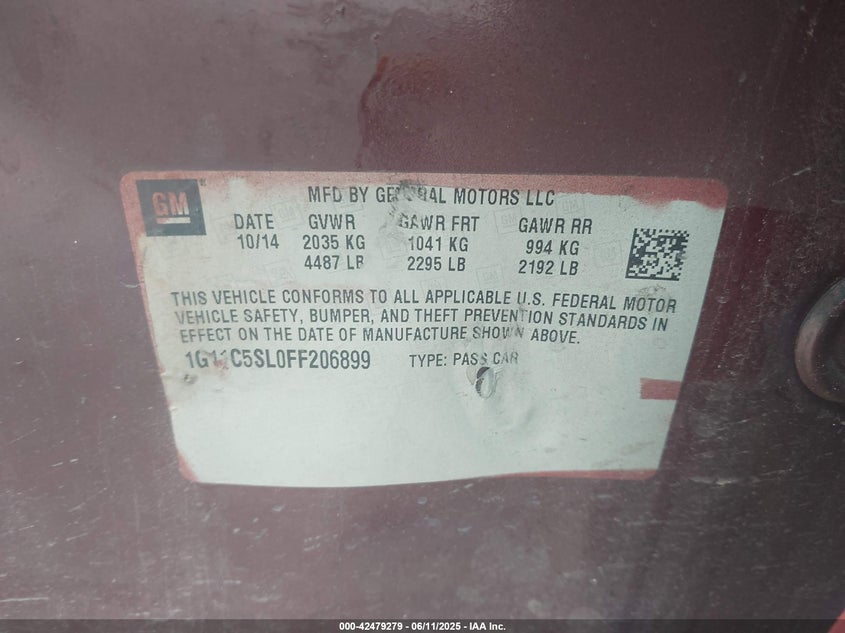 GM
MFD BY GENERAL MOTORS LLC
DATE GVWR GAWR FRT GAWR RR
10/14 2035 KG 1041 KG 994 KG
4487 LB 2295 LB 2192 LB
THIS VEHICLE CONFORMS TO ALL APPLICABLE U.S. FEDERAL MOTOR
VEHICLE SAFETY, BUMPER, AND THEFT PREVENTION STANDARDS IN
EFFECT ON THE DATE OF MANUFACTURE SHOWN ABOVE.
1G11C5SL0FF206899 TYPE: PASS CAR
000-42479279 - 06/11/2025 - IAA Inc.